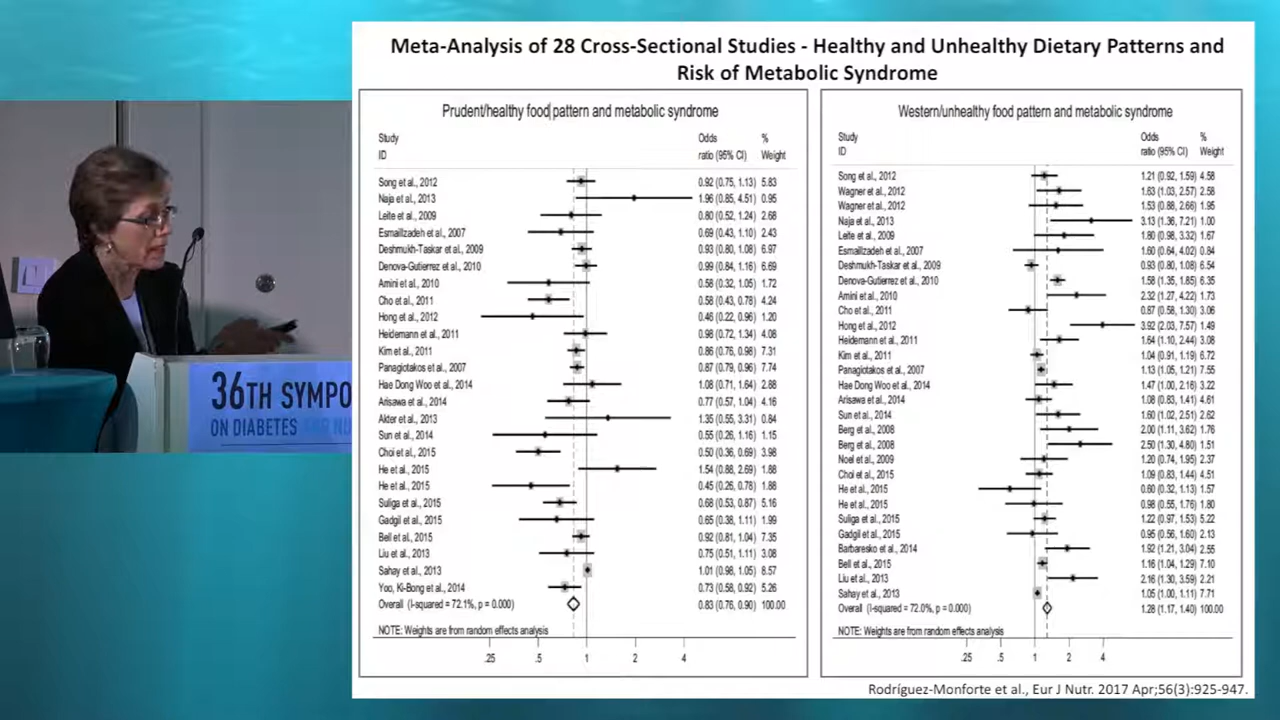 Meta-Analysis of 28 Cross-Sectional Studies - Healthy and Unhealthy Dietary Patterns and
Risk of Metabolic Syndrome
Prudent/healthy food pattern and metabolic syndrome
Study Odds %
ID ratio (95% CI) Weight
Song et al., 2012 0.92 (0.75, 1.13) 5.83
Naja et al., 2013 1.96 (0.85, 4.51) 0.95
Leite et al., 2009 0.80 (0.52, 1.24) 2.68
Esmaillzadeh et al., 2007 0.69 (0.43, 1.10) 2.43
Deshmukh-Taskar et al., 2009 0.93 (0.80, 1.08) 6.97
Denova-Gutierrez et al., 2010 0.99 (0.84, 1.16) 6.69
Amini et al., 2010 0.58 (0.32, 1.05) 1.72
Cho et al., 2011 0.58 (0.43, 0.78) 4.24
Hong et al., 2012 0.46 (0.22, 0.96) 1.20
Heidemann et al., 2011 0.98 (0.72, 1.34) 4.08
Kim et al., 2011 0.86 (0.76, 0.98) 7.31
Panagiotakos et al., 2007 0.87 (0.79, 0.96) 7.74
Hae Dong Woo et al., 2014 1.08 (0.71, 1.64) 2.88
Arisawa et al., 2014 0.77 (0.57, 1.04) 4.16
Akter et al., 2013 1.35 (0.55, 3.31) 0.84
Sun et al., 2014 0.55 (0.26, 1.16) 1.15
Choi et al., 2015 0.50 (0.36, 0.69) 3.98
He et al., 2015 1.54 (0.88, 2.69) 1.88
He et al., 2015 0.45 (0.26, 0.78) 1.88
Suliga et al., 2015 0.68 (0.53, 0.87) 5.16
Gadgil et al., 2015 0.65 (0.38, 1.11) 1.99
Bell et al., 2015 0.92 (0.81, 1.04) 7.35
Liu et al., 2013 0.75 (0.51, 1.11) 3.08
Sahay et al., 2013 1.01 (0.98, 1.05) 8.57
Yoo, Ki-Bong et al., 2014 0.73 (0.58, 0.92) 5.26
Overall (I-squared = 72.1%, p = 0.000) 0.83 (0.76, 0.90) 100.00
NOTE: Weights are from random effects analysis
.25 .5 1 2 4
Western/unhealthy food pattern and metabolic syndrome
Study Odds %
ID ratio (95% CI) Weight
Song et al., 2012 1.21 (0.92, 1.59) 4.58
Wagner et al., 2012 1.63 (1.03, 2.57) 2.58
Wagner et al., 2012 1.53 (0.88, 2.66) 1.95
Naja et al., 2013 3.13 (1.36, 7.21) 1.00
Leite et al., 2009 1.80 (0.98, 3.32) 1.67
Esmaillzadeh et al., 2007 1.60 (0.64, 4.02) 0.84
Deshmukh-Taskar et al., 2009 0.93 (0.80, 1.08) 6.54
Denova-Gutierrez et al., 2010 1.58 (1.35, 1.85) 6.35
Amini et al., 2010 2.32 (1.27, 4.22) 1.73
Cho et al., 2011 0.87 (0.58, 1.30) 3.06
Hong et al., 2012 3.92 (2.03, 7.57) 1.49
Heidemann et al., 2011 1.64 (1.10, 2.44) 3.08
Kim et al., 2011 1.04 (0.91, 1.19) 6.72
Panagiotakos et al., 2007 1.13 (1.05, 1.21) 7.55
Hae Dong Woo et al., 2014 1.47 (1.00, 2.16) 3.22
Arisawa et al., 2014 1.08 (0.83, 1.41) 4.61
Sun et al., 2014 1.60 (1.02, 2.51) 2.62
Berg et al., 2008 2.00 (1.11, 3.62) 1.76
Berg et al., 2008 2.50 (1.30, 4.80) 1.51
Noel et al., 2009 1.20 (0.74, 1.95) 2.37
Choi et al., 2015 1.09 (0.83, 1.44) 4.51
He et al., 2015 0.60 (0.32, 1.13) 1.57
He et al., 2015 0.98 (0.55, 1.76) 1.80
Suliga et al., 2015 1.22 (0.97, 1.53) 5.22
Gadgil et al., 2015 0.95 (0.56, 1.60) 2.13
Barbaresko et al., 2014 1.92 (1.21, 3.04) 2.55
Bell et al., 2015 1.16 (1.04, 1.29) 7.10
Liu et al., 2013 2.16 (1.30, 3.59) 2.21
Sahay et al., 2013 1.05 (1.00, 1.11) 7.71
Overall (I-squared = 72.0%, p = 0.000) 1.28 (1.17, 1.40) 100.00
NOTE: Weights are from random effects analysis
.25 .5 1 2 4
Rodríguez-Monforte et al., Eur J Nutr. 2017 Apr;56(3):925-947.
36TH SYMPO
ON DIABETES AND NU